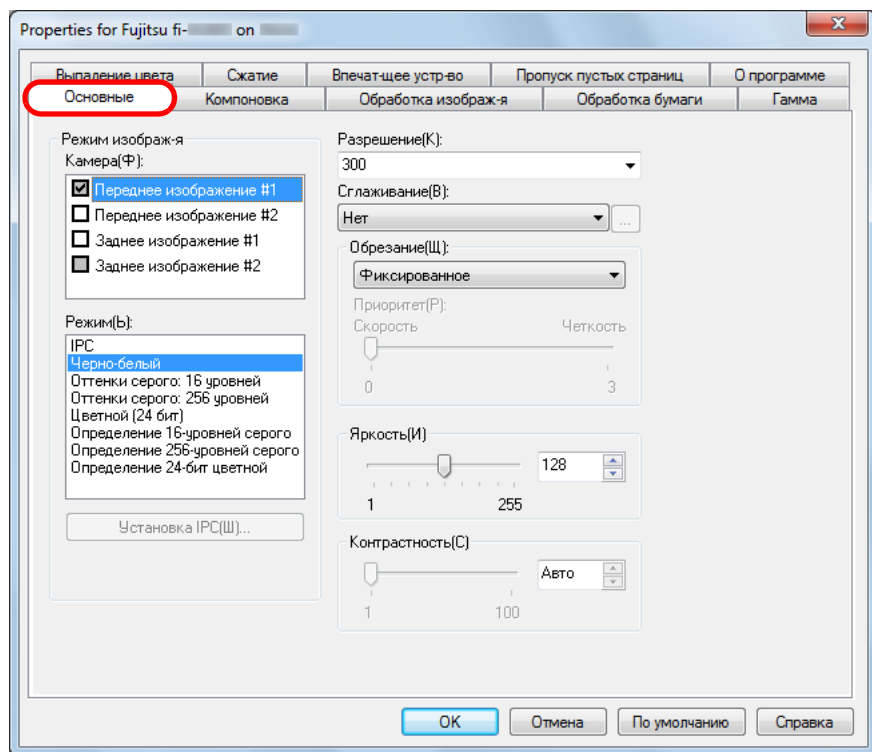 Properties for Fujitsu fi- on
Выпадение цвета Сжатие Впечат-щее устр-во Пропуск пустых страниц О программе
Основные Компоновка Обработка изображ-я Обработка бумаги Гамма
Режим изображ-я
Камера(Ф):
Переднее изображение #1
Переднее изображение #2
Заднее изображение #1
Заднее изображение #2
Режим(Ь):
IPC
Черно-белый
Оттенки серого: 16 уровней
Оттенки серого: 256 уровней
Цветной (24 бит)
Определение 16-уровней серого
Определение 256-уровней серого
Определение 24-бит цветной
Установка IPC(Ш)...
Разрешение(К):
300
Сглаживание(В):
Нет ...
Обрезание(Щ):
Фиксированное
Приоритет(Р):
Скорость Четкость
0 3
Яркость(И)
128
1 255
Контрастность(С)
Авто
1 100
OK Отмена По умолчанию Справка